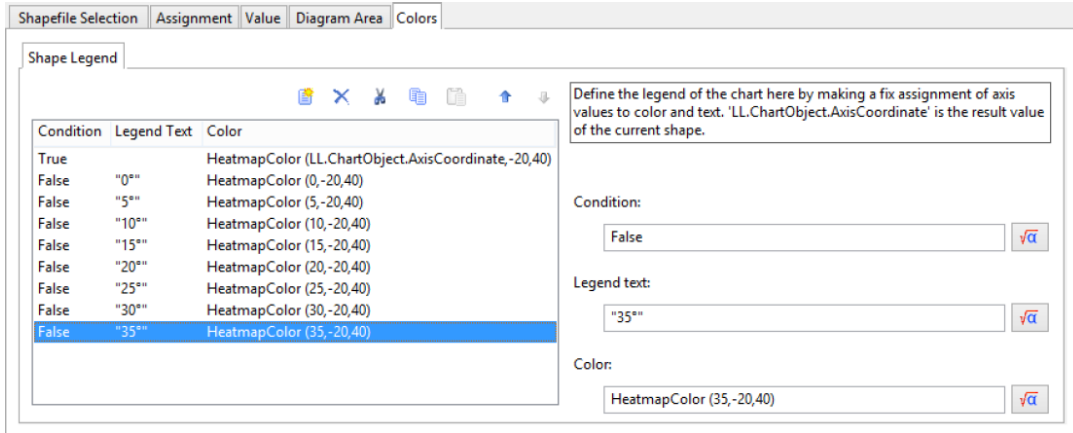 Shapefile Selection Assignment Value Diagram Area Colors
Shape Legend
Define the legend of the chart here by making a fix assignment of axis
values to color and text. 'LL.ChartObject.AxisCoordinate' is the result value
of the current shape.
Condition Legend Text Color
True HeatmapColor (LL.ChartObject.AxisCoordinate,-20,40)
False "0°" HeatmapColor (0,-20,40)
False "5°" HeatmapColor (5,-20,40)
False "10°" HeatmapColor (10,-20,40)
False "15°" HeatmapColor (15,-20,40)
False "20°" HeatmapColor (20,-20,40)
False "25°" HeatmapColor (25,-20,40)
False "30°" HeatmapColor (30,-20,40)
False "35°" HeatmapColor (35,-20,40)
Condition:
False √α
Legend text:
"35°" √α
Color:
HeatmapColor (35,-20,40) √α